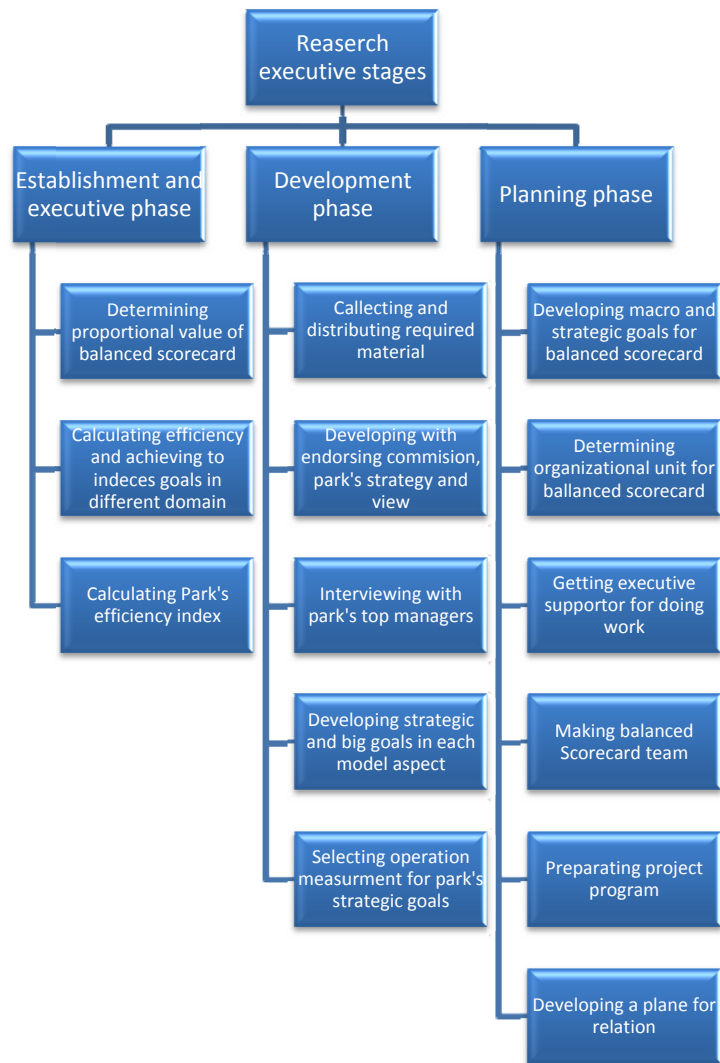 Reaserch
executive stages
Establishment and
executive phase
Determining
proportional value of
balanced scorecard
Calculating efficiency
and achieving to
indeces goals in
different domain
Calculating Park's
efficiency index
Development
phase
Callecting and
distributing required
material
Developing with
endorsing commision,
park's strategy and
view
Interviewing with
park's top managers
Developing strategic
and big goals in each
model aspect
Selecting operation
measurment for park's
strategic goals
Planning phase
Developing macro and
strategic goals for
balanced scorecard
Determining
organizational unit for
ballanced scorecard
Getting executive
supportor for doing
work
Making balanced
Scorecard team
Preparating project
program
Developing a plane for
relation